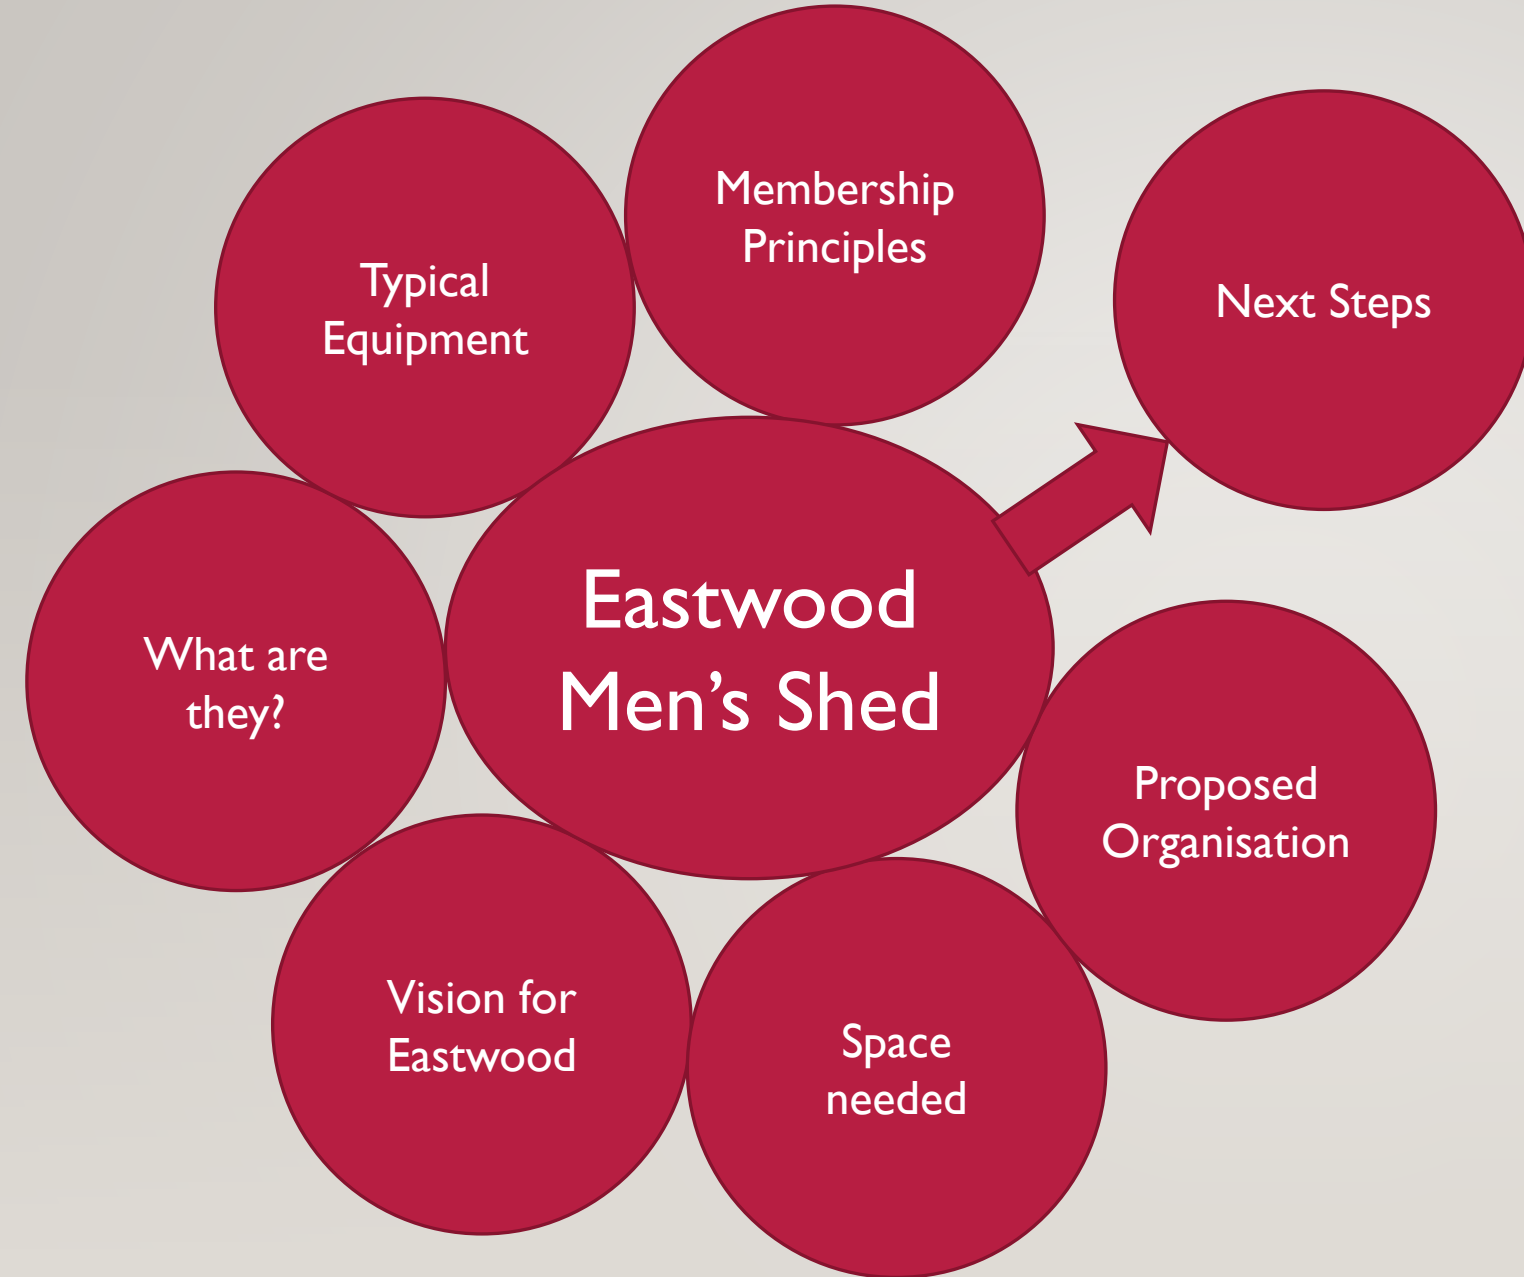 Membership
Principles
Typical
Equipment
Next Steps
Eastwood
Men’s Shed
What are
they?
Proposed
Organisation
Vision for
Eastwood
Space
needed